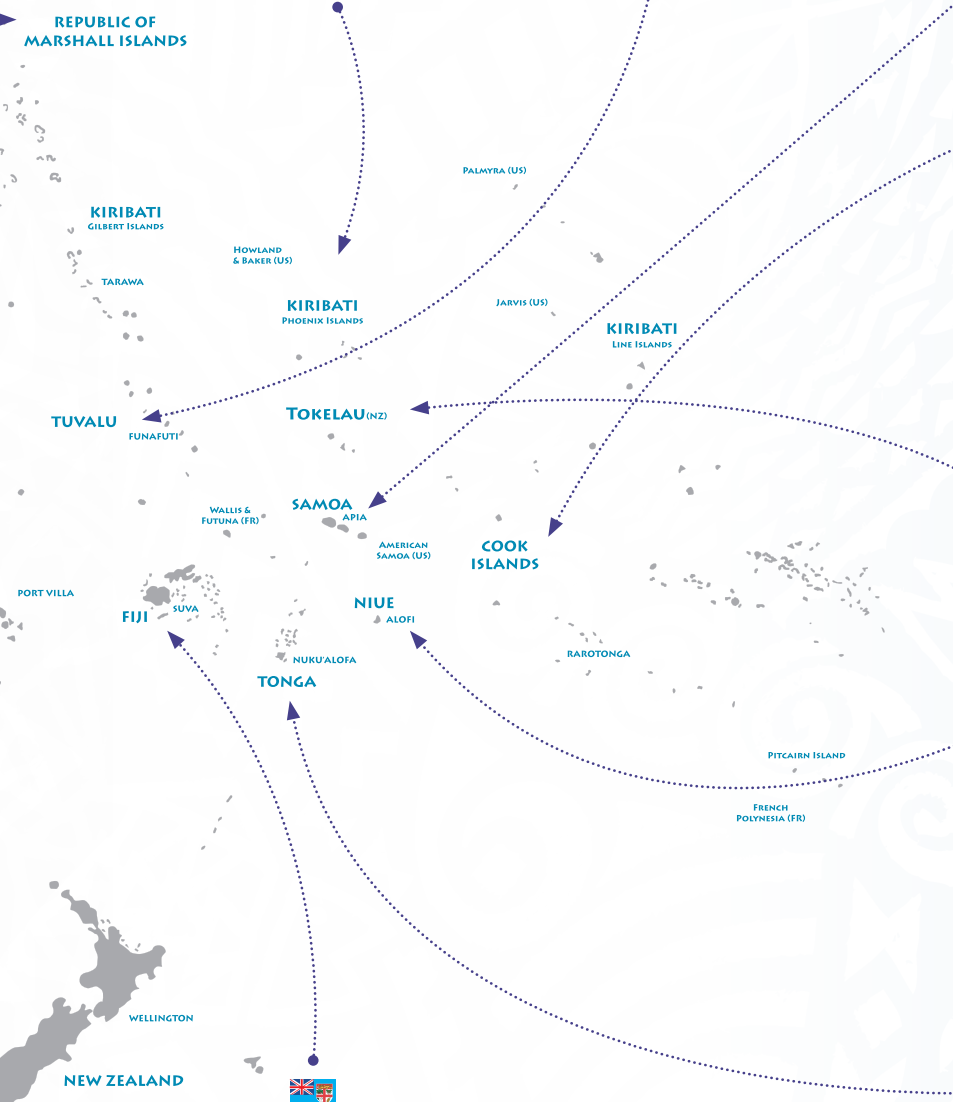 REPUBLIC OF
MARSHALL ISLANDS
PALMYRA (US)
KIRIBATI
GILBERT ISLANDS
HOWLAND
& BAKER (US)
TARAWA
KIRIBATI
PHOENIX ISLANDS
JARVIS (US)
KIRIBATI
LINE ISLANDS
TUVALU
FUNAFUTI
TOKELAU (NZ)
SAMOA
APIA
WALLIS &
FUTUNA (FR)
AMERICAN
SAMOA (US)
COOK
ISLANDS
PORT VILLA
FIJI
SUVA
NIUE
ALOFI
RAROTONGA
NUKU'ALOFA
TONGA
PITCAIRN ISLAND
FRENCH
POLYNESIA (FR)
WELLINGTON
NEW ZEALAND